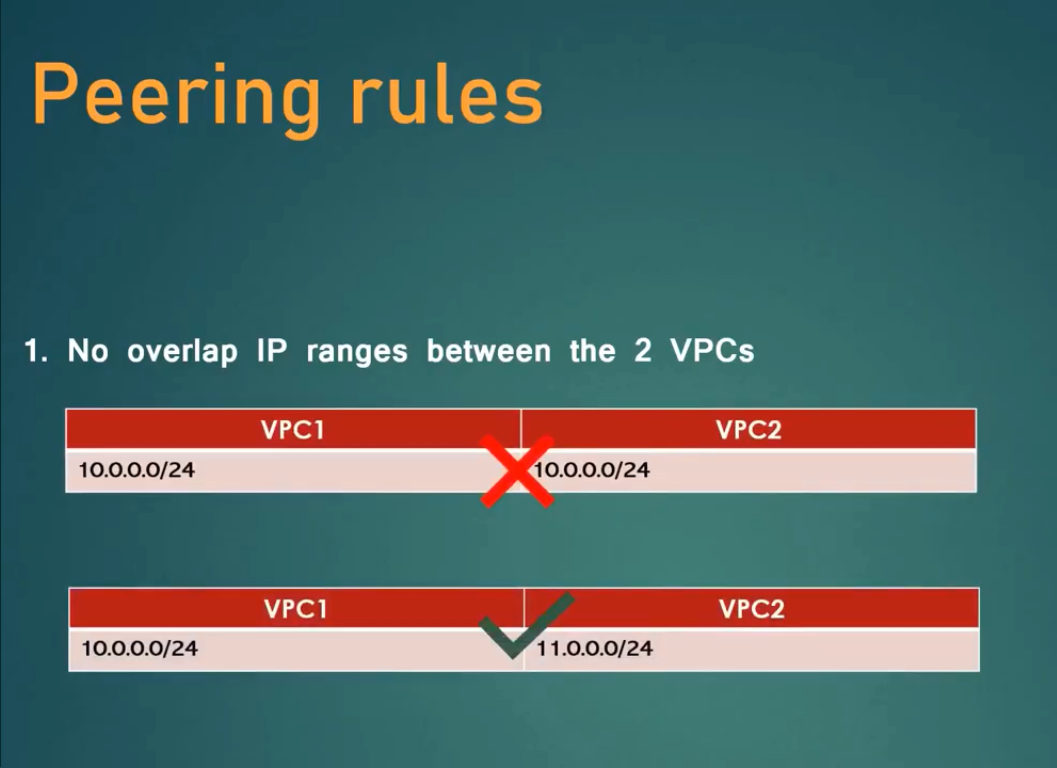 Peering rules
1. No overlap IP ranges between the 2 VPCs
VPC1 VPC2
10.0.0.0/24 10.0.0.0/24
VPC1 VPC2
10.0.0.0/24 11.0.0.0/24